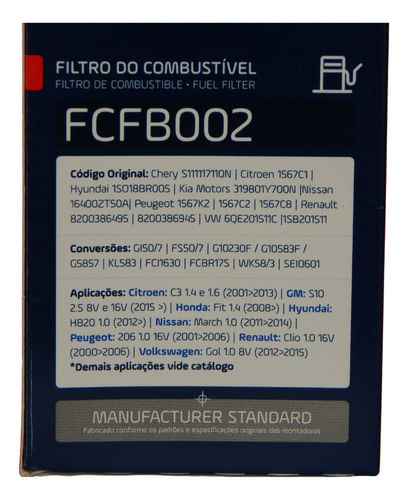 FILTRO DO COMBUSTÍVEL
FILTRO DE COMBUSTIBLE • FUEL FILTER
FCFB002
Código Original: Chery S111117110N | Citroen 1567C1 |
Hyundai 1S018BR005 | Kia Motors 319801Y700N |Nissan
16400ZT50A| Peugeot 1567K2 | 1567C2 | 1567C8 | Renault
8200386495 | 8200386945 | VW 6QE201511C |1SB201511
Conversões: GI50/7 | FS50/7 | G10230F / G10583F /
G5857 | KL583 | FCI1630 | FCBR17S | WK58/3 | SEI0601
Aplicações: Citroen: C3 1.4 e 1.6 (2001>2013) | GM: S10
2.5 8V e 16V (2015 >) | Honda: Fit 1.4 (2008>) | Hyundai:
HB20 1.0 (2012>) | Nissan: March 1.0 (2011>2014) |
Peugeot: 206 1.0 16V (2001>2006) | Renault: Clio 1.0 16V
(2000>2006) | Volkswagen: Gol 1.0 8V (2012>2015)
*Demais aplicações vide catálogo
MANUFACTURER STANDARD
Fabricado conforme os padrões e especificações originais das montadoras